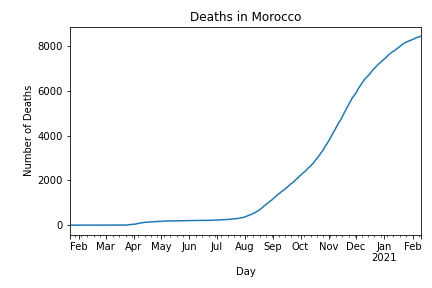 Deaths in Morocco
Number of Deaths
8000
6000
4000
2000
0
Feb Mar Apr May Jun Jul Aug Sep Oct Nov Dec Jan Feb
2021
Day